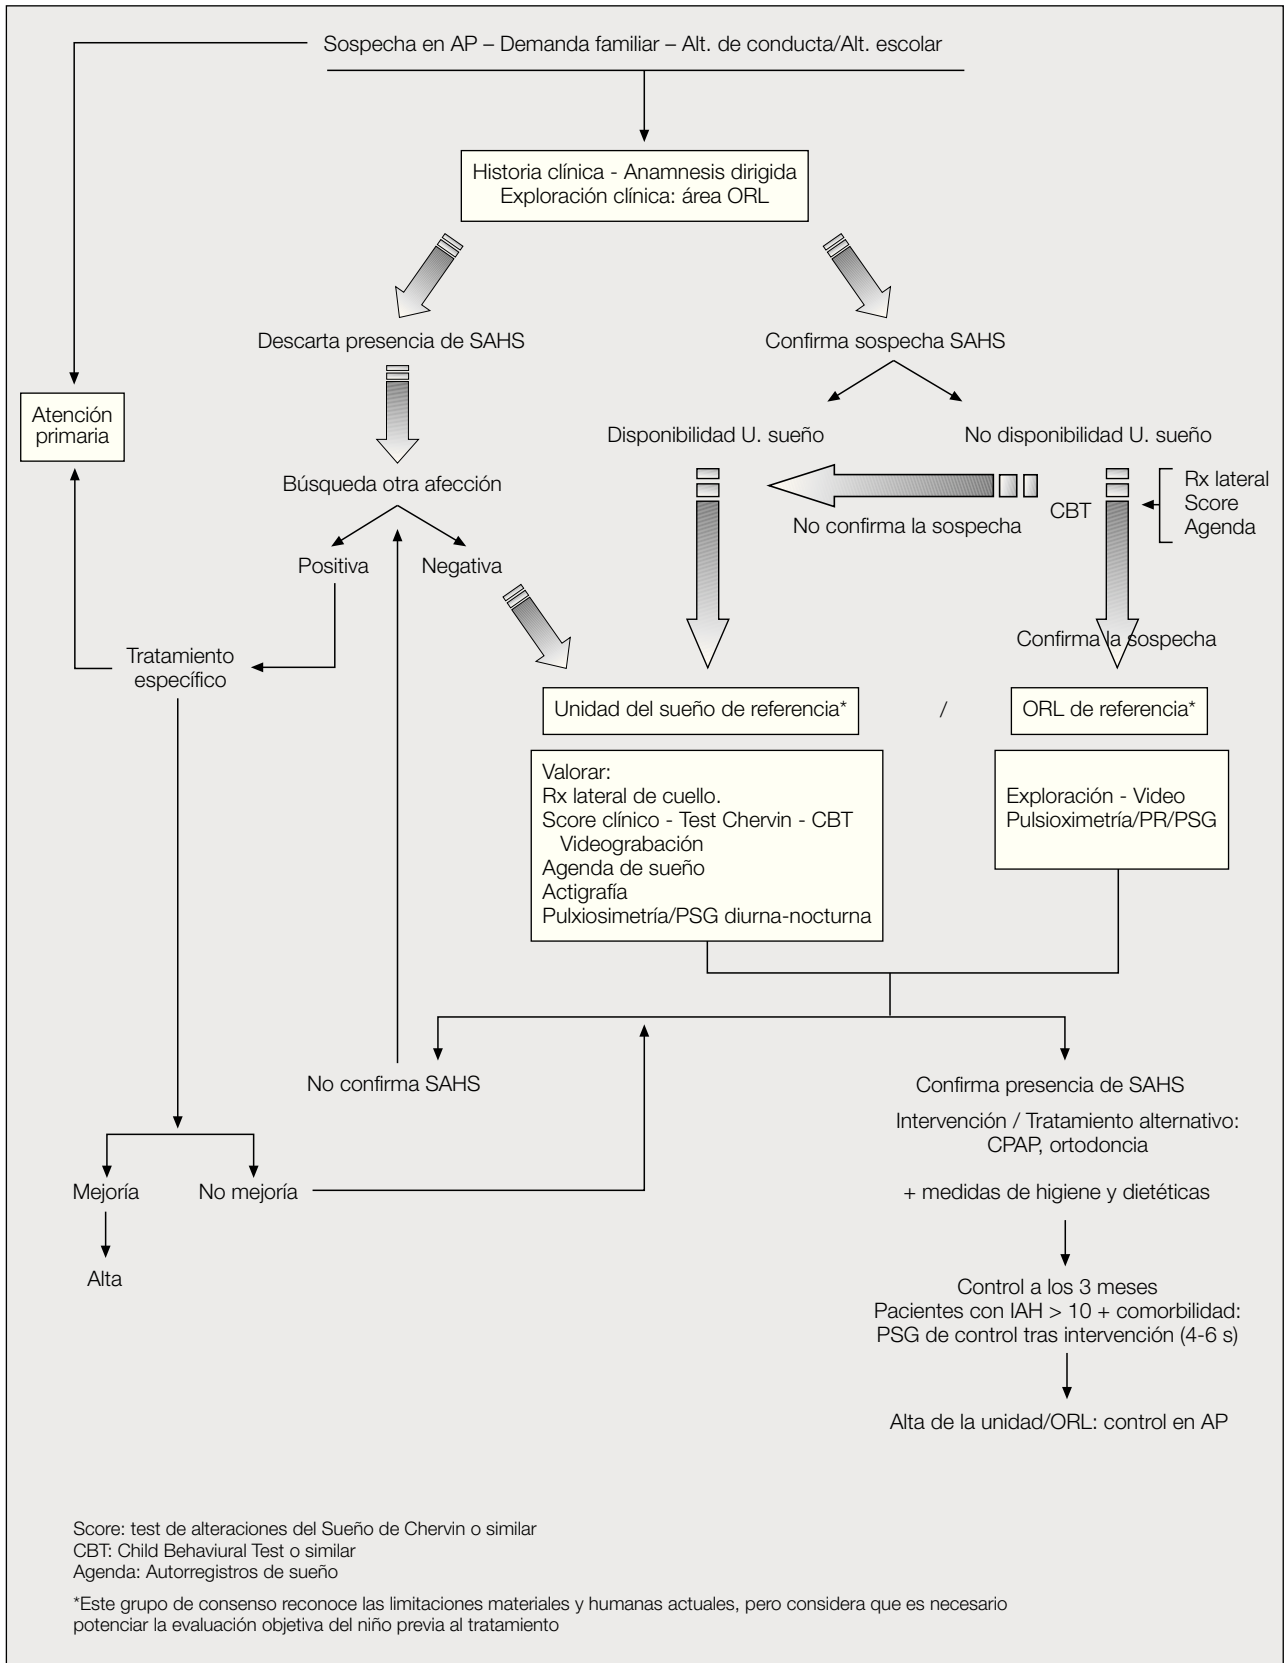 Sospecha en AP – Demanda familiar – Alt. de conducta/Alt. escolar
Historia clínica - Anamnesis dirigida
Exploración clínica: área ORL
Descarta presencia de SAHS
Confirma sospecha SAHS
Atención
primaria
Disponibilidad U. sueño
No disponibilidad U. sueño
Búsqueda otra afección
No confirma la sospecha
CBT
Rx lateral
Score
Agenda
Positiva
Negativa
Confirma la sospecha
Tratamiento
específico
Unidad del sueño de referencia*
/
ORL de referencia*
Valorar:
Rx lateral de cuello.
Score clínico - Test Chervin - CBT
Videograbación
Agenda de sueño
Actigrafía
Pulxiosimetría/PSG diurna-nocturna
Exploración - Video
Pulsioximetría/PR/PSG
No confirma SAHS
Confirma presencia de SAHS
Intervención / Tratamiento alternativo:
CPAP, ortodoncia
Mejoría
No mejoría
+ medidas de higiene y dietéticas
Alta
Control a los 3 meses
Pacientes con IAH > 10 + comorbilidad:
PSG de control tras intervención (4-6 s)
Alta de la unidad/ORL: control en AP
Score: test de alteraciones del Sueño de Chervin o similar
CBT: Child Behaviural Test o similar
Agenda: Autorregistros de sueño
*Este grupo de consenso reconoce las limitaciones materiales y humanas actuales, pero considera que es necesario
potenciar la evaluación objetiva del niño previa al tratamiento